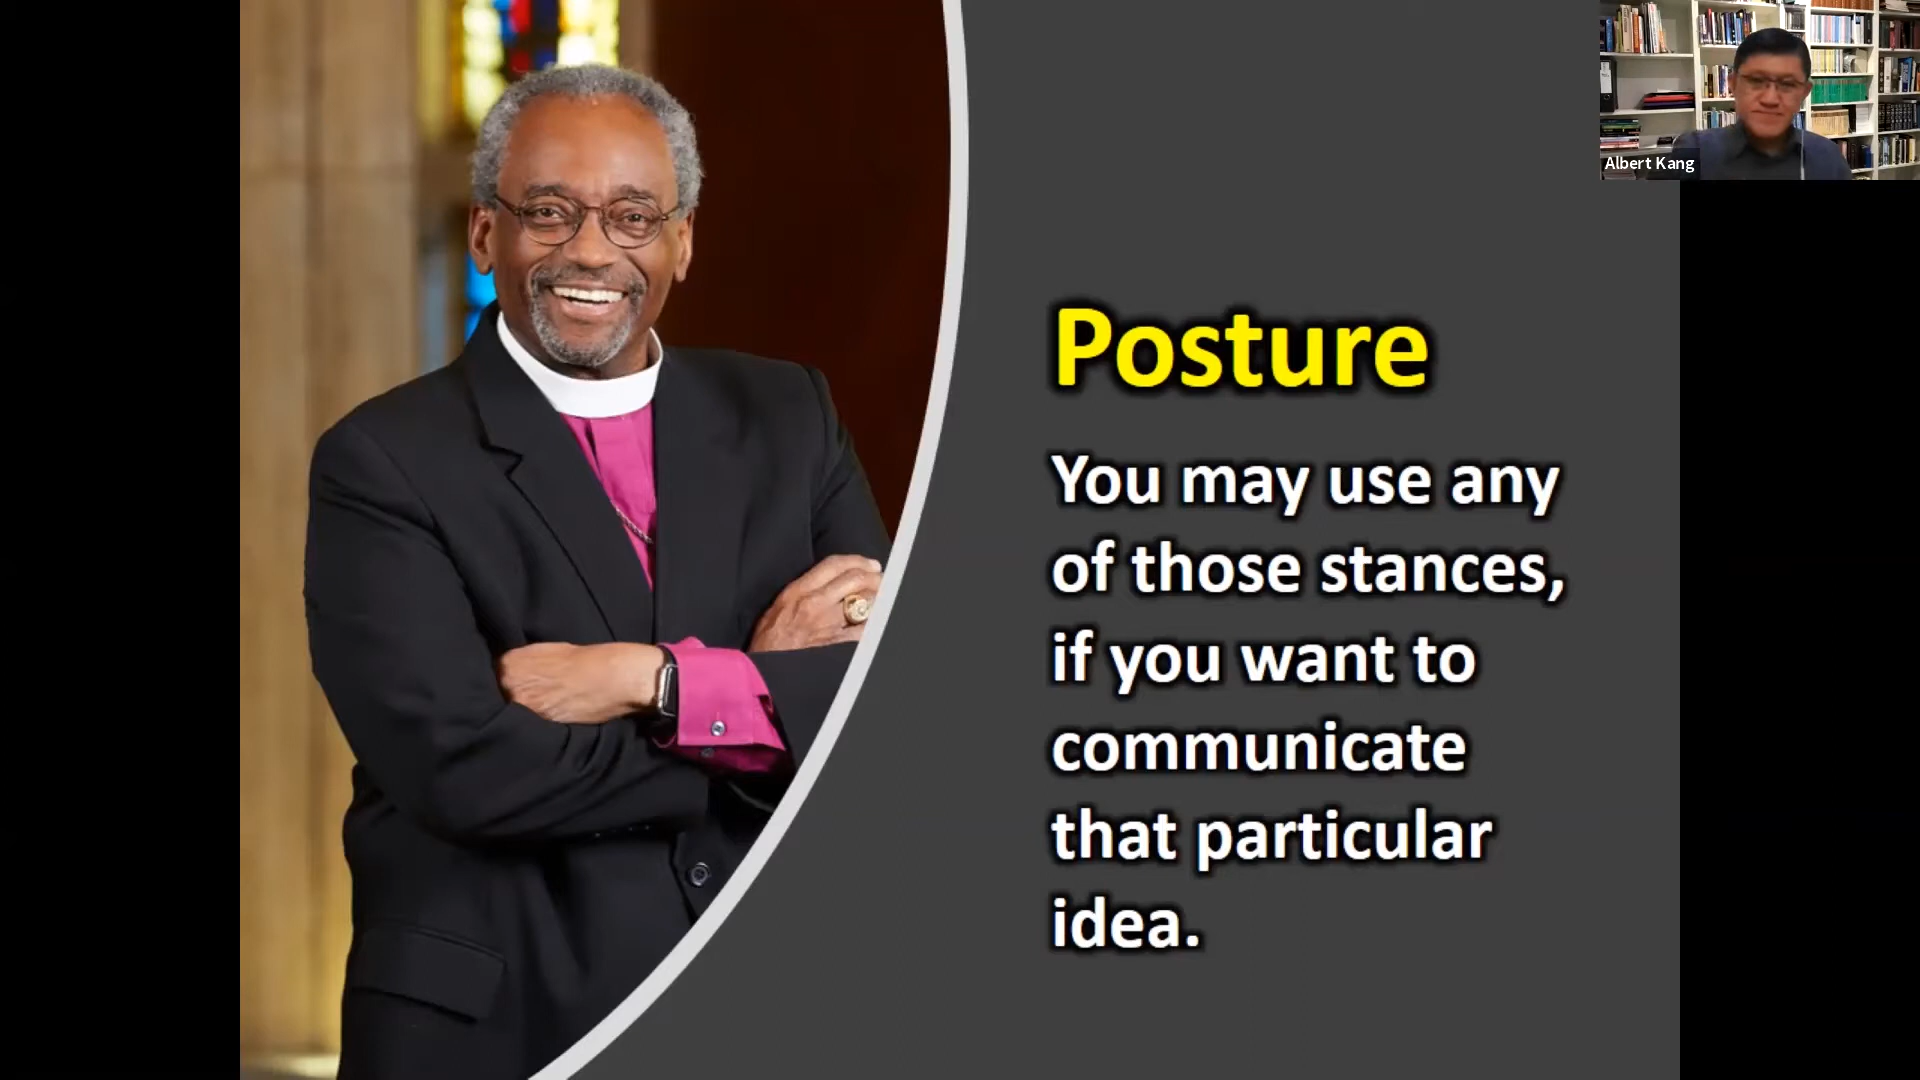 Albert Kang
Posture
You may use any
of those stances,
if you want to
communicate
that particular
idea.